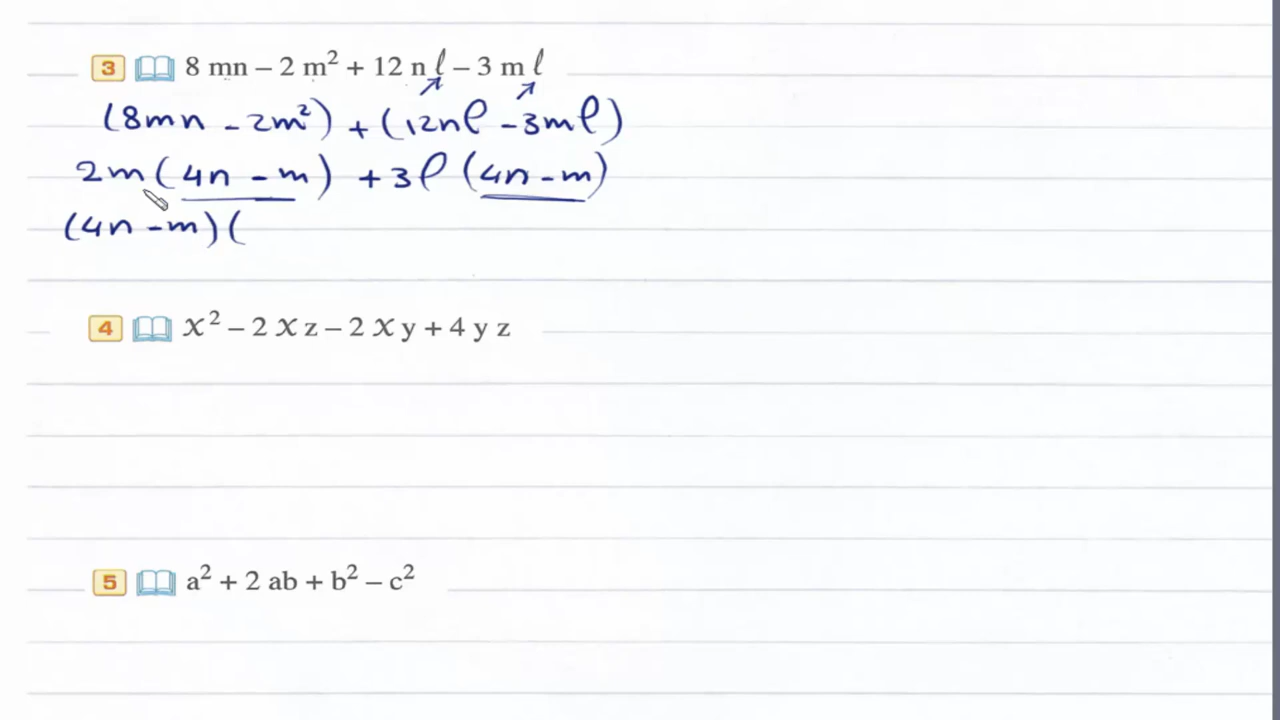 3 8 mn – 2 m² + 12 n ℓ – 3 m ℓ
(8mn - 2m²) + (12nℓ - 3mℓ)
2m (4n - m) + 3ℓ (4n - m)
(4n - m) (
4 x² – 2 x z – 2 x y + 4 y z
5 a² + 2 ab + b² – c²